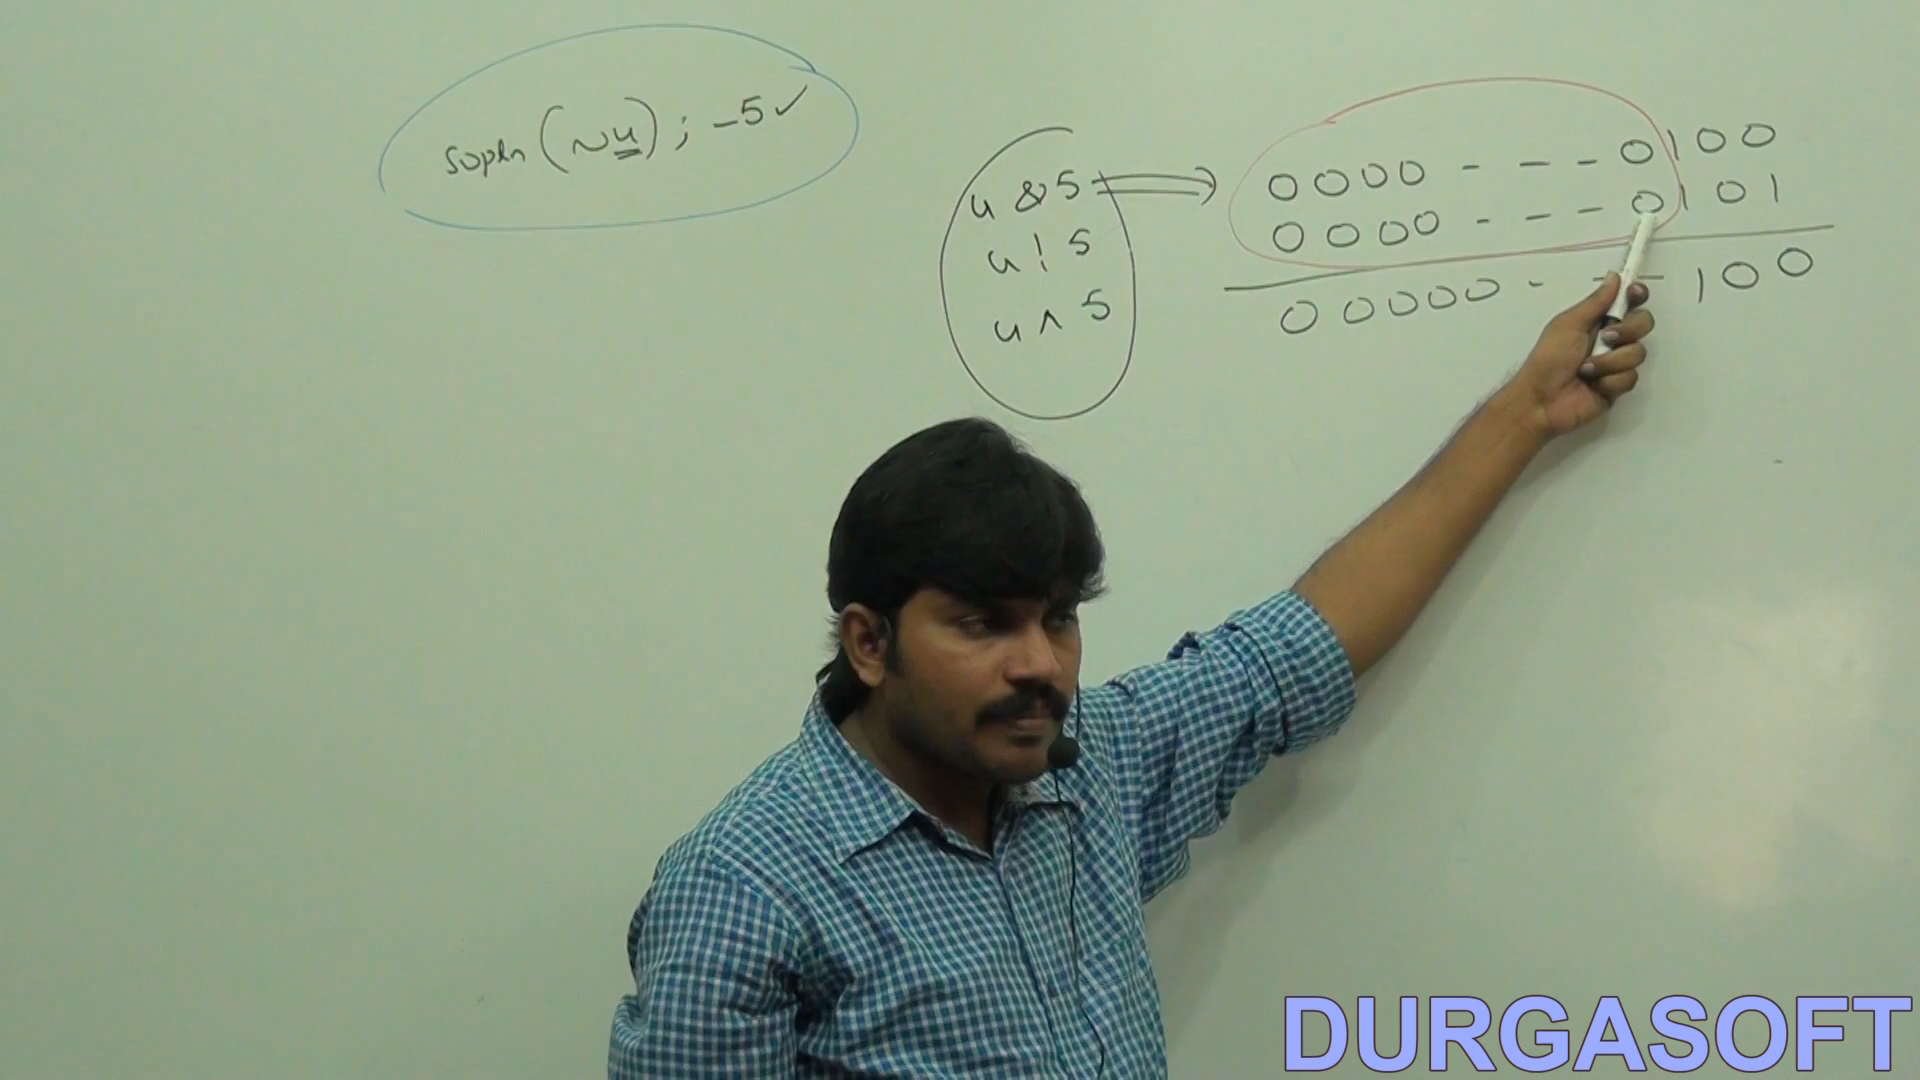 sopln (~4); -5 ✓
4 & 5 ⇒
4 | 5
4 ^ 5
0000 - - - 0100
0000 - - - 0101
00000 - - - 100
DURGASOFT